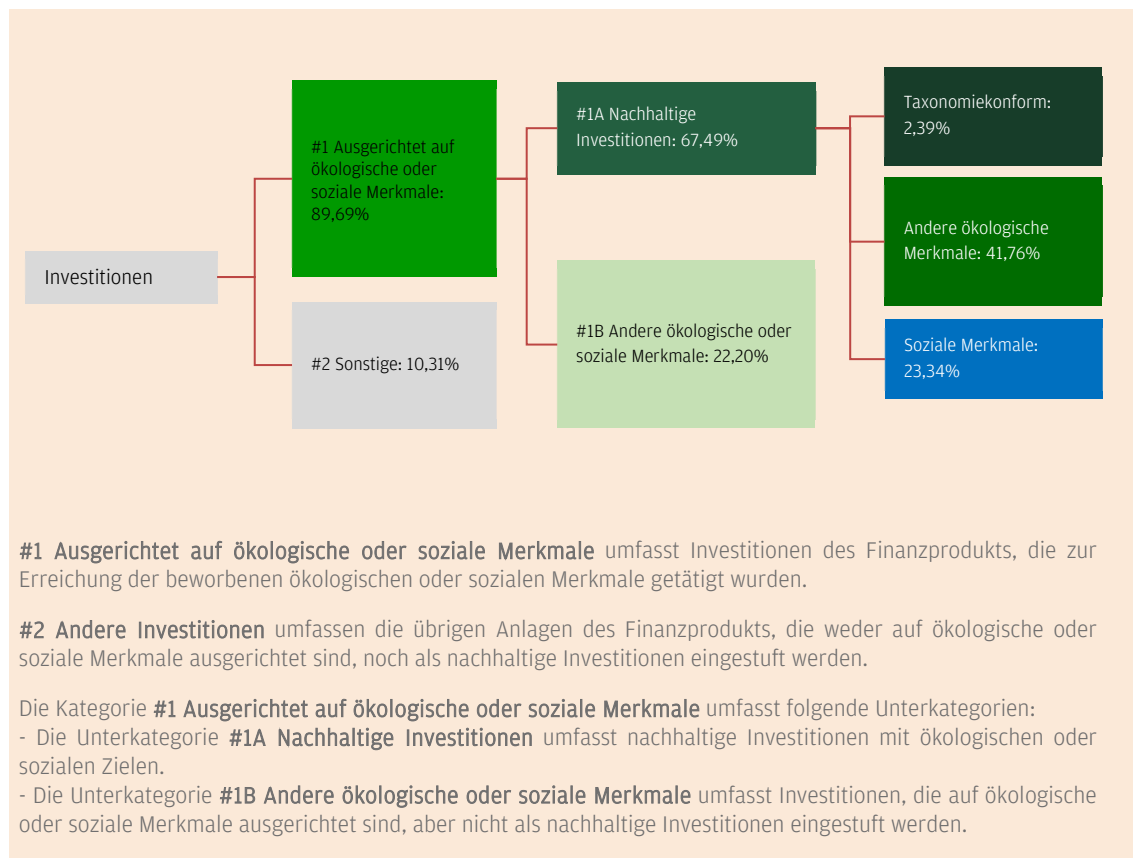 Investitionen
#1 Ausgerichtet auf
ökologische oder
soziale Merkmale:
89,69%
#2 Sonstige: 10,31%
#1A Nachhaltige
Investitionen: 67,49%
#1B Andere ökologische oder
soziale Merkmale: 22,20%
Taxonomiekonform:
2,39%
Andere ökologische
Merkmale: 41,76%
Soziale Merkmale:
23,34%
#1 Ausgerichtet auf ökologische oder soziale Merkmale umfasst Investitionen des Finanzprodukts, die zur
Erreichung der beworbenen ökologischen oder sozialen Merkmale getätigt wurden.
#2 Andere Investitionen umfassen die übrigen Anlagen des Finanzprodukts, die weder auf ökologische oder
soziale Merkmale ausgerichtet sind, noch als nachhaltige Investitionen eingestuft werden.
Die Kategorie #1 Ausgerichtet auf ökologische oder soziale Merkmale umfasst folgende Unterkategorien:
- Die Unterkategorie #1A Nachhaltige Investitionen umfasst nachhaltige Investitionen mit ökologischen oder
sozialen Zielen.
- Die Unterkategorie #1B Andere ökologische oder soziale Merkmale umfasst Investitionen, die auf ökologische
oder soziale Merkmale ausgerichtet sind, aber nicht als nachhaltige Investitionen eingestuft werden.